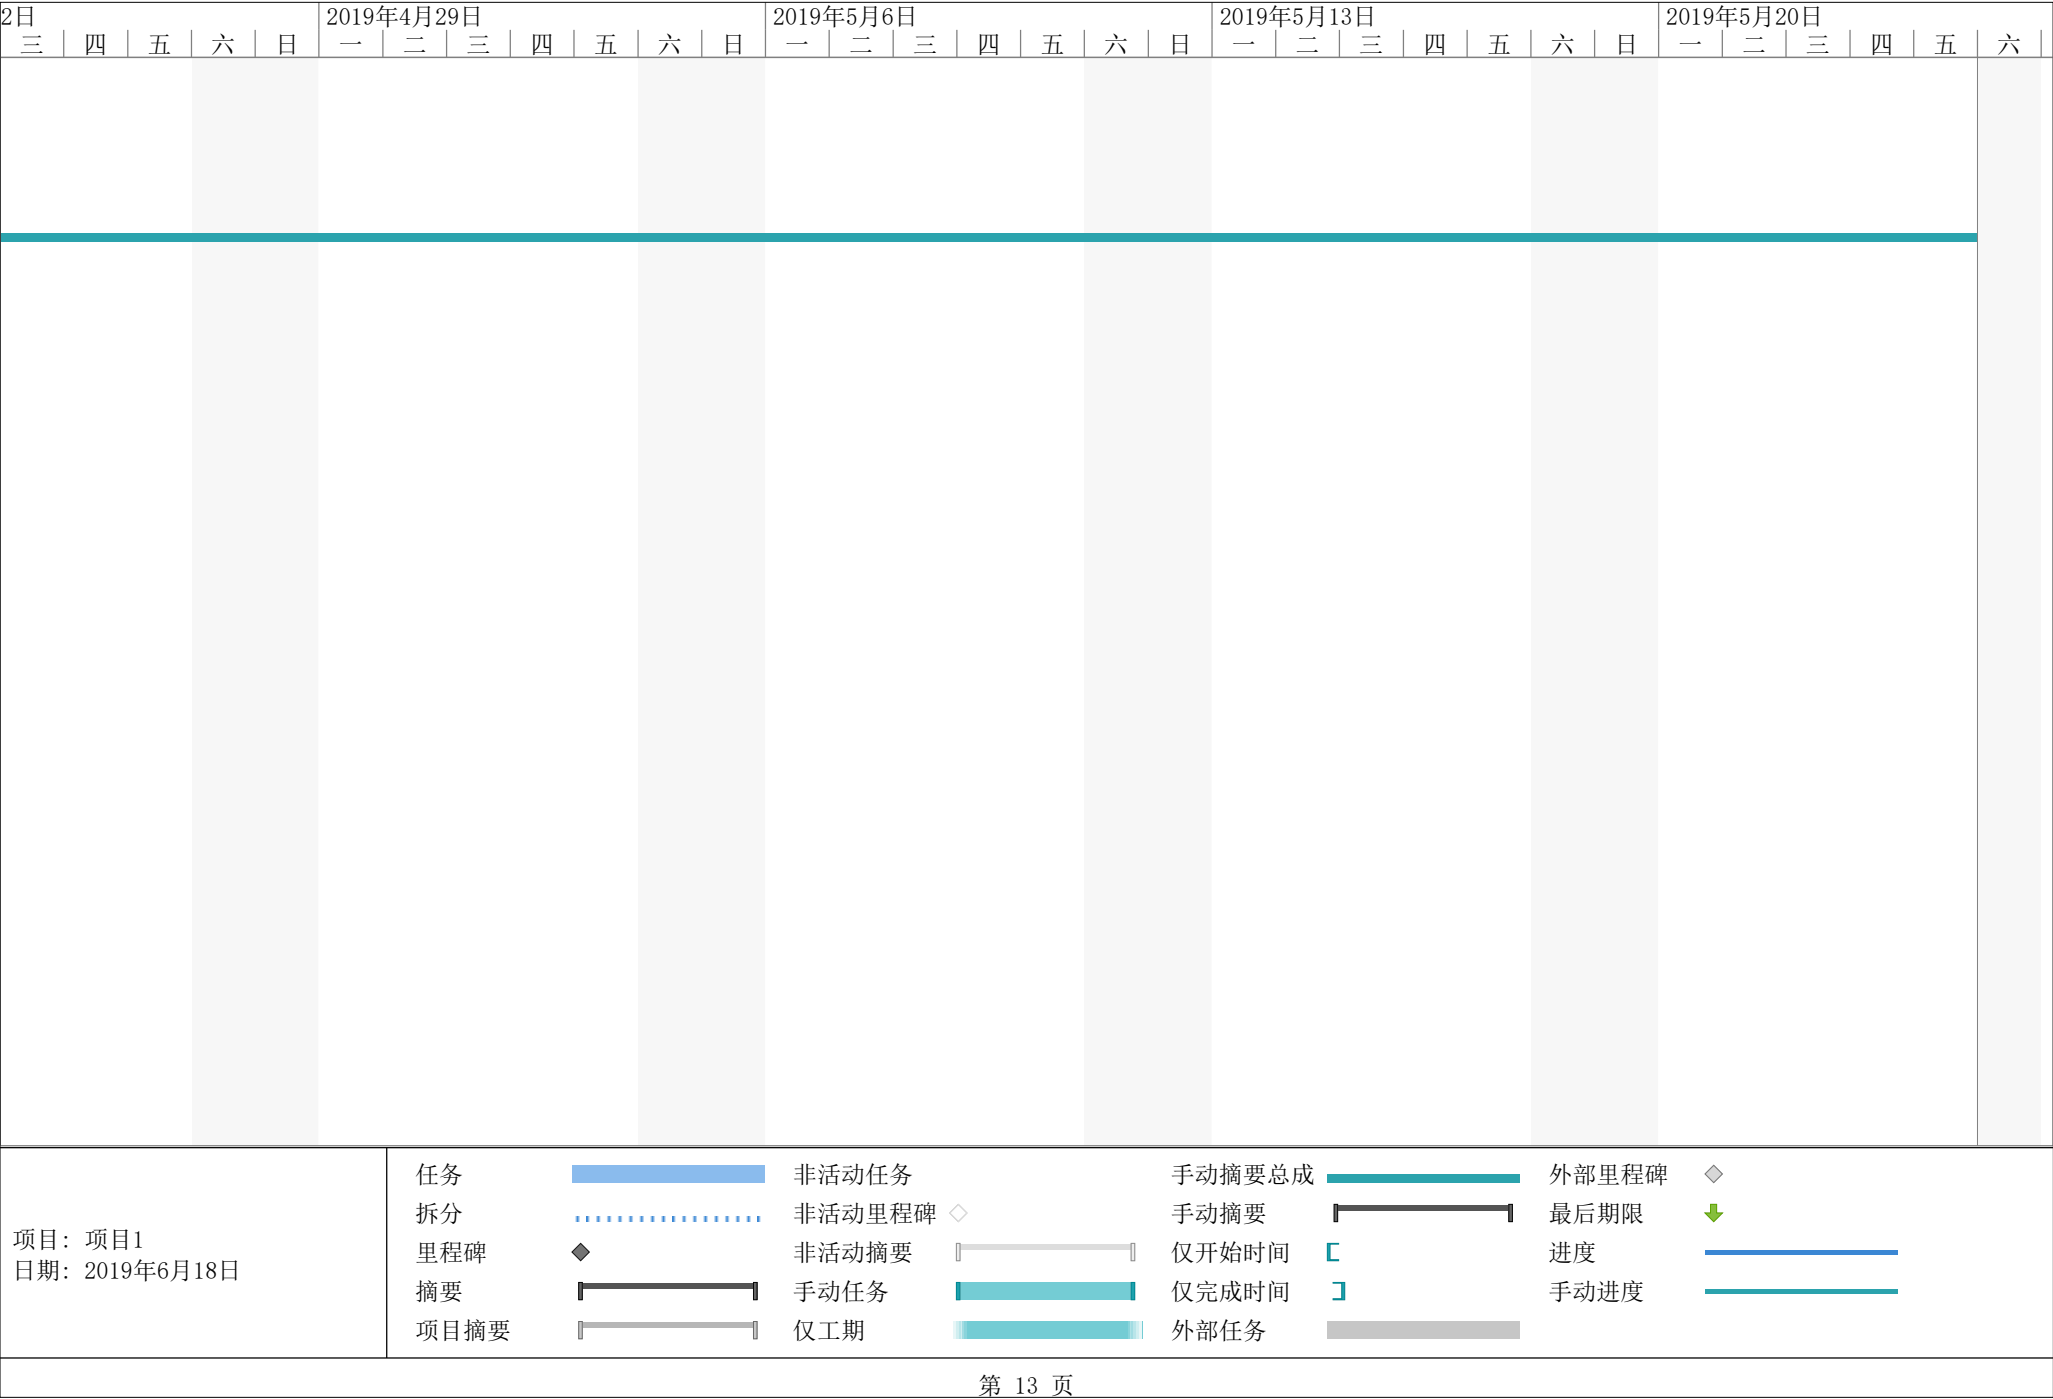 2日 2019年4月29日 2019年5月6日 2019年5月13日 2019年5月20日
三 四 五 六 日 一 二 三 四 五 六 日 一 二 三 四 五 六 日 一 二 三 四 五 六 日 一 二 三 四 五 六
任务 非活动任务 手动摘要总成 外部里程碑
拆分 非活动里程碑 手动摘要 最后期限
项目: 项目1
里程碑 非活动摘要 仅开始时间 进度
日期: 2019年6月18日
摘要 手动任务 仅完成时间 手动进度
项目摘要 仅工期 外部任务
第 13 页